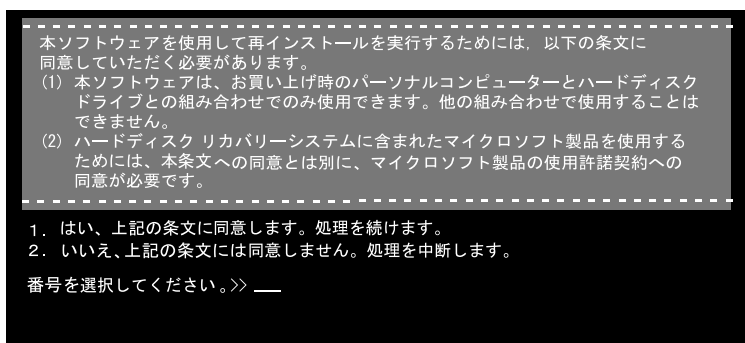 本ソフトウェアを使用して再インストールを実行するためには, 以下の条文に
同意していただく必要があります。
(1) 本ソフトウェアは、お買い上げ時のパーソナルコンピューターとハードディスク
ドライブとの組み合わせでのみ使用できます。他の組み合わせで使用することは
できません。
(2) ハードディスク リカバリーシステムに含まれたマイクロソフト製品を使用する
ためには、本条文への同意とは別に、マイクロソフト製品の使用許諾契約への
同意が必要です。
1. はい、上記の条文に同意します。処理を続けます。
2. いいえ、上記の条文には同意しません。処理を中断します。
番号を選択してください。>> __